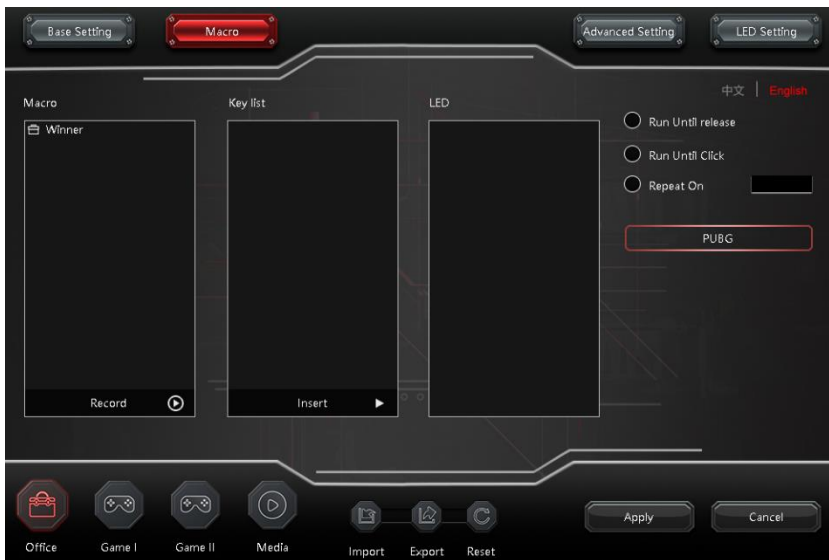 Base Setting
Macro
Advanced Setting
LED Setting
中文 | English
Macro
Key list
LED
Winner
Run Until release
Run Until Click
Repeat On
PUBG
Record
Insert
Office
Game I
Game II
Media
Import
Export
Reset
Apply
Cancel